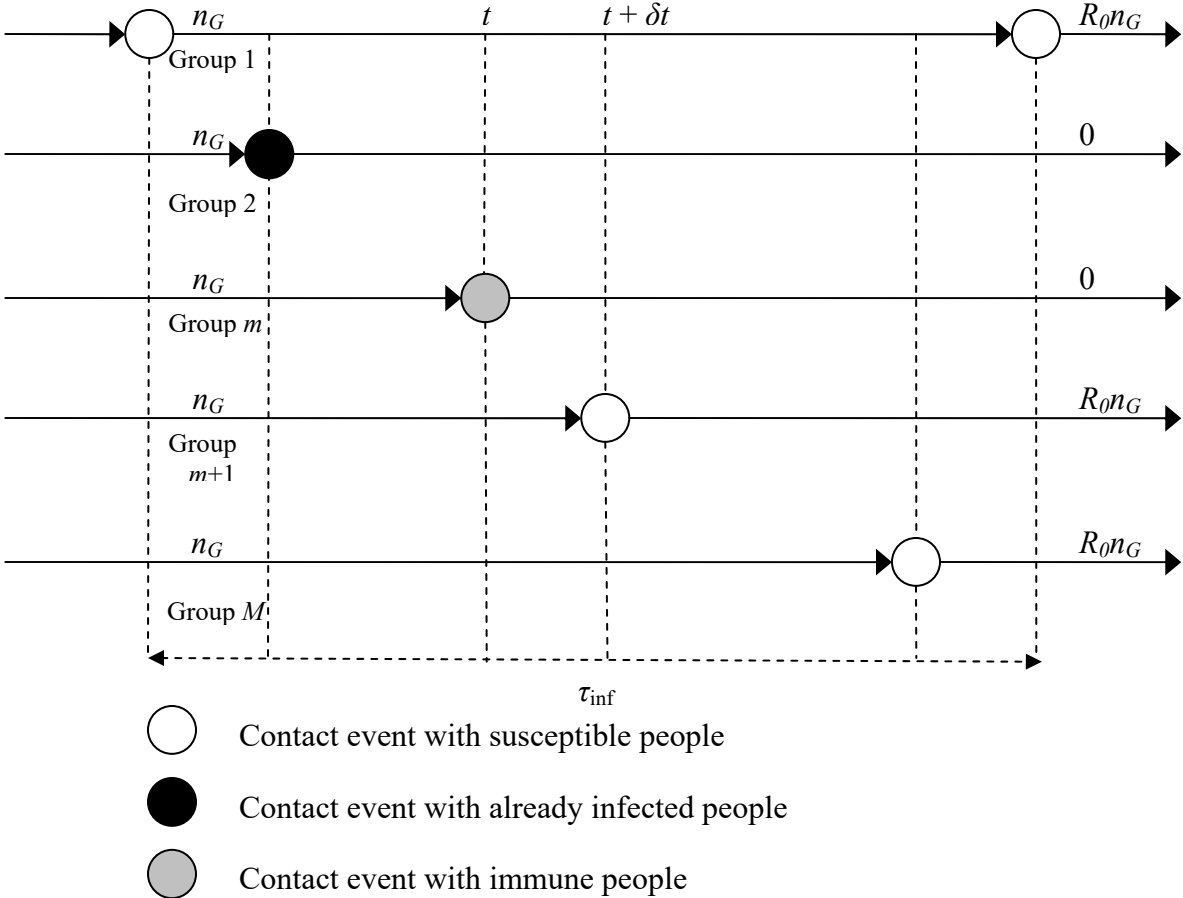 n_G t t + δt R_0n_G
Group 1
n_G 0
Group 2
n_G 0
Group m
n_G R_0n_G
Group
m+1
n_G R_0n_G
Group M
τ_inf
Contact event with susceptible people
Contact event with already infected people
Contact event with immune people